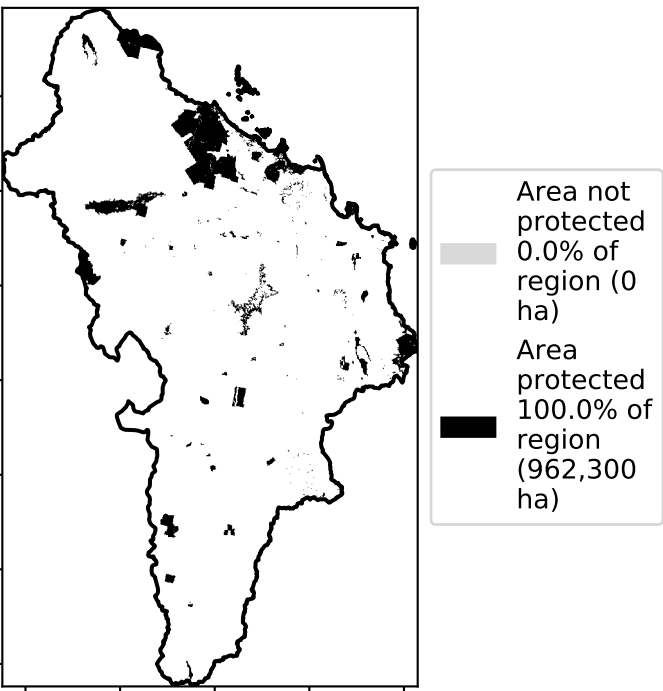 Area not
protected
0.0% of
region (0
ha)
Area
protected
100.0% of
region
(962,300
ha)